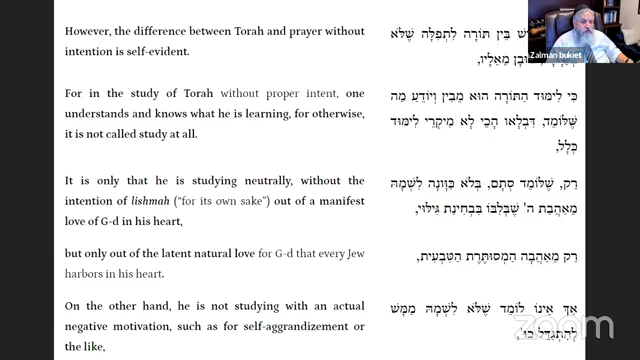 However, the difference between Torah and prayer without
intention is self-evident.
For in the study of Torah without proper intent, one
understands and knows what he is learning, for otherwise,
it is not called study at all.
It is only that he is studying neutrally, without the
intention of lishmah (“for its own sake”) out of a manifest
love of G-d in his heart,
but only out of the latent natural love for G-d that every Jew
harbors in his heart.
On the other hand, he is not studying with an actual
negative motivation, such as for self-aggrandizement or
the like,
בֵּין תּוֹרָה לִתְפִלָּה שֶׁלֹּא
מֵאֵלָיו,
כִּי לִימּוּד הַתּוֹרָה הוּא מֵבִין וְיוֹדֵעַ מַה
שֶּׁלּוֹמֵד, דִּבְלָאו הָכֵי לָא מִיקְרֵי לִימּוּד
כְּלָל,
רַק, שֶׁלּוֹמֵד סְתָם, בְּלֹא כַּוָּונָה לִשְׁמָהּ
מֵאַהֲבַת ה' שֶׁבְּלִבּוֹ בִּבְחִינַת גִּילּוּי,
רַק מֵאַהֲבָה הַמְסוּתֶּרֶת הַטִּבְעִית,
אַךְ אֵינוֹ לוֹמֵד שֶׁלֹּא לִשְׁמָהּ מַמָּשׁ
לְהִתְגַּדֵּל כו',
Zalman bukiet
zoom